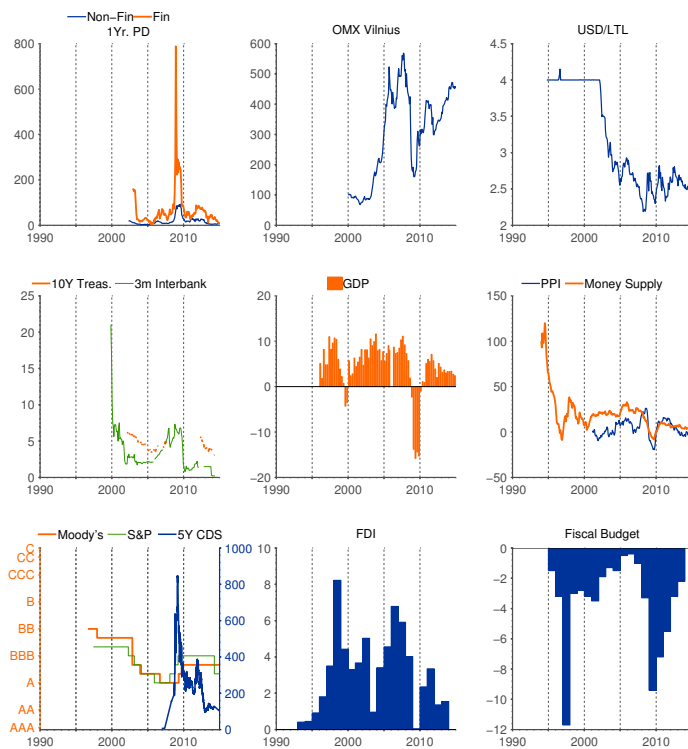 Non−Fin Fin
1Yr. PD
800
600
400
200
0
1990 2000 2010
OMX Vilnius
600
500
400
300
200
100
0
1990 2000 2010
USD/LTL
4.5
4
3.5
3
2.5
2
1990 2000 2010
10Y Treas. 3m Interbank
25
20
15
10
5
0
1990 2000 2010
GDP
20
10
0
−10
−20
1990 2000 2010
PPI Money Supply
150
100
50
0
−50
1990 2000 2010
Moody's S&P 5Y CDS
C
CC
CCC
B
BB
BBB
A
AA
AAA
1000
800
600
400
200
0
1990 2000 2010
FDI
10
8
6
4
2
0
1990 2000 2010
Fiscal Budget
0
−2
−4
−6
−8
−10
−12
1990 2000 2010